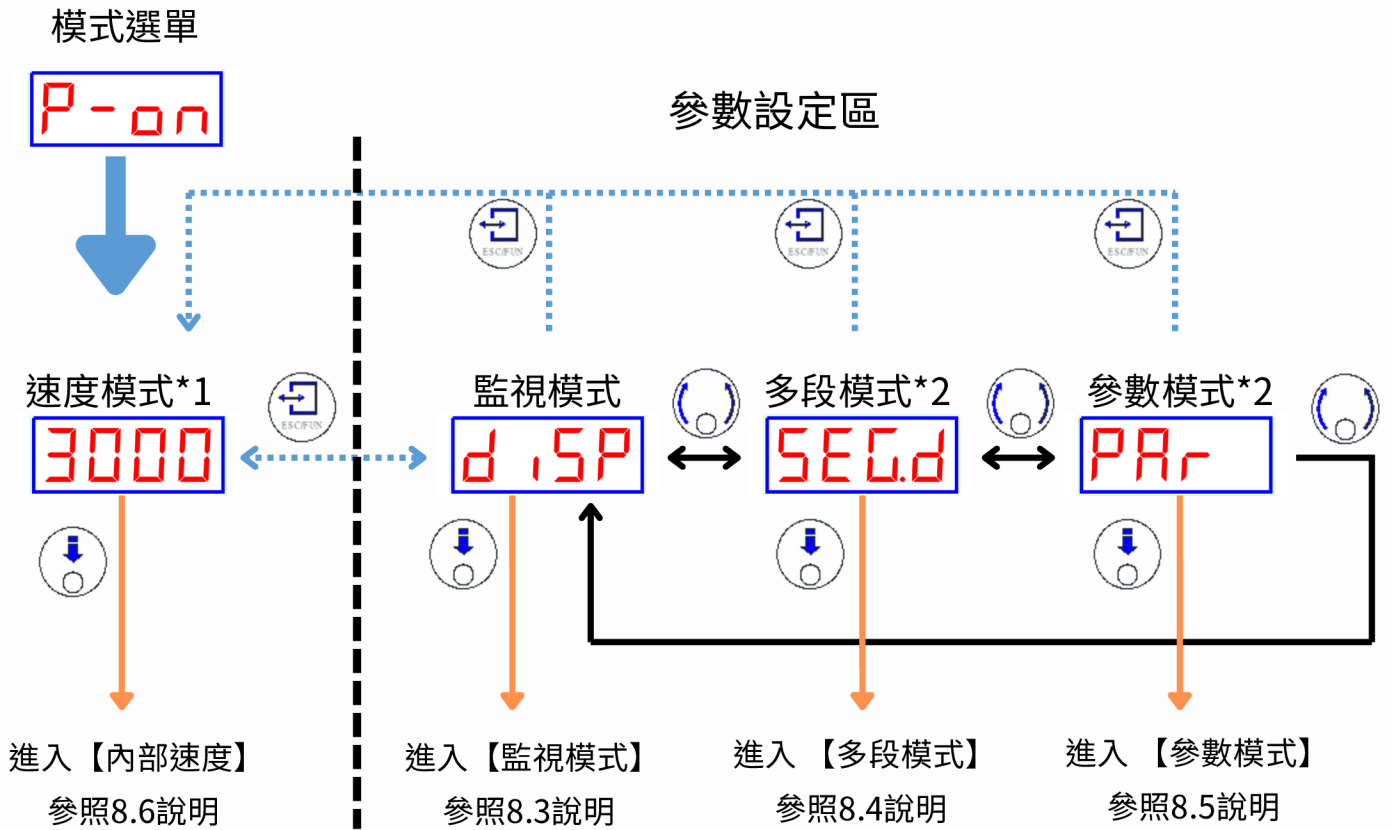 模式選單
P-on
參數設定區
ESC/FUN
ESC/FUN
ESC/FUN
速度模式*1
ESC/FUN
監視模式
多段模式*2
參數模式*2
3000
diSP
SEG.d
PAr
進入【內部速度】
參照8.6說明
進入【監視模式】
參照8.3說明
進入 【多段模式】
參照8.4說明
進入 【參數模式】
參照8.5說明